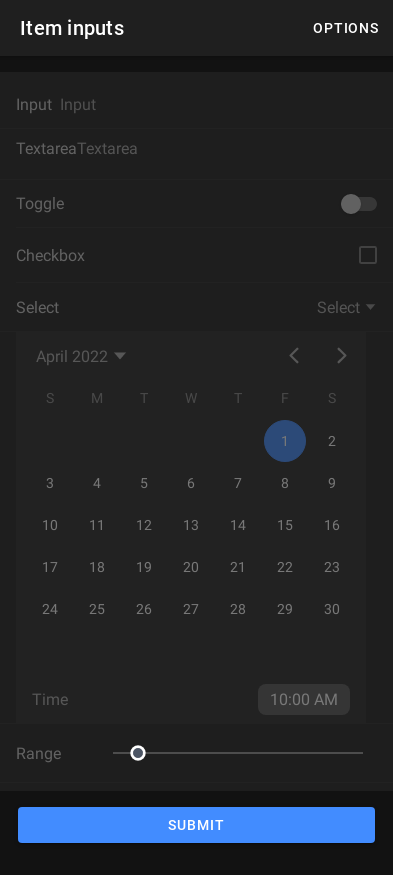 Item inputs OPTIONS
Input Input
TextareaTextarea
Toggle
Checkbox
Select Select
April 2022
S M T W T F S
1 2
3 4 5 6 7 8 9
10 11 12 13 14 15 16
17 18 19 20 21 22 23
24 25 26 27 28 29 30
Time 10:00 AM
Range
SUBMIT